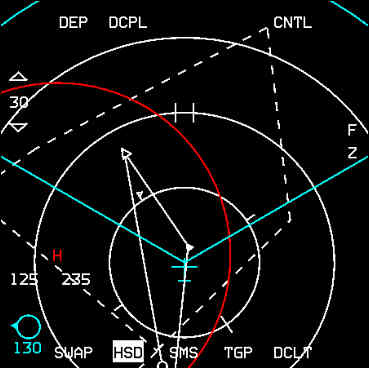 DEP DCPL CNTL
30
F
Z
H
125 235
130
SWAP HSD SMS TGP DCLT